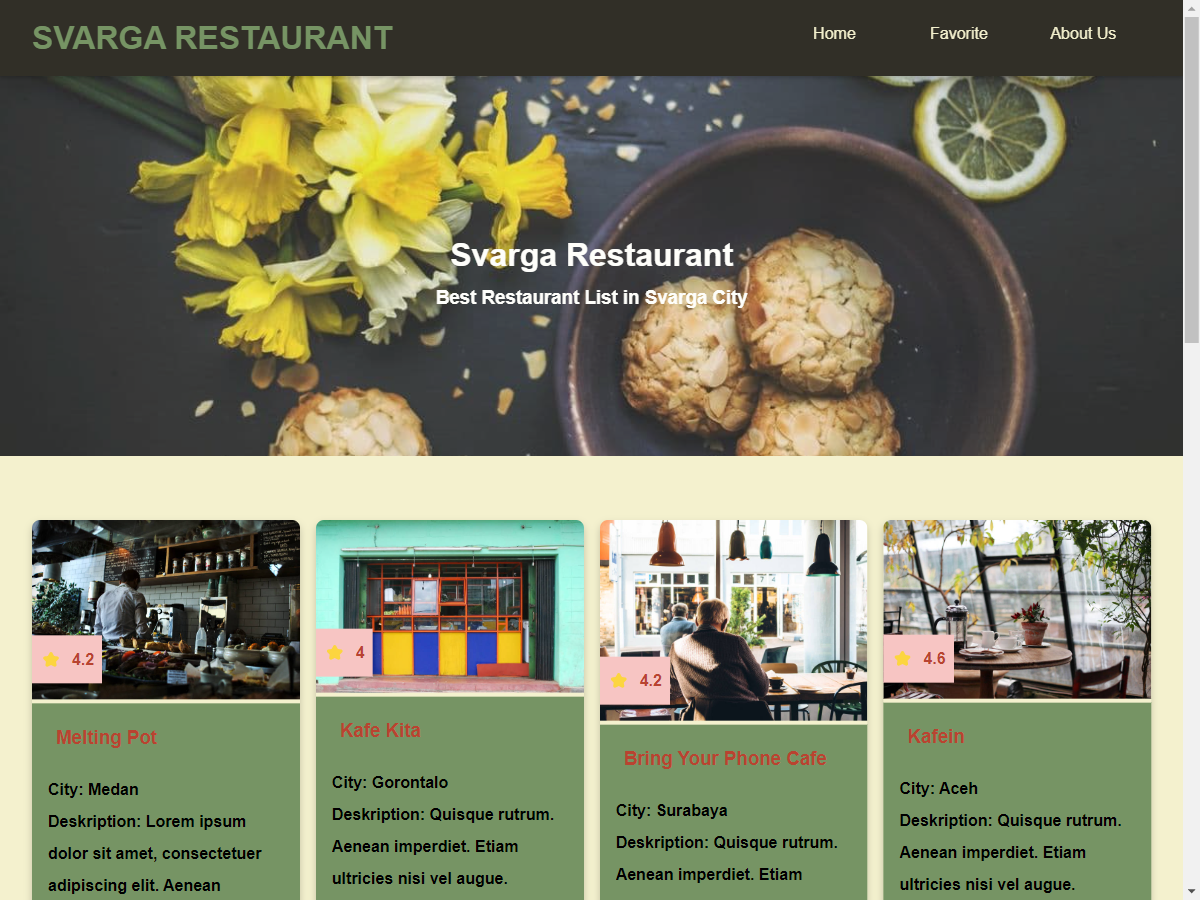 SVARGA RESTAURANT
Home
Favorite
About Us
Svarga Restaurant
Best Restaurant List in Svarga City
4.2
4
4.2
4.6
Melting Pot
City: Medan
Deskription: Lorem ipsum
dolor sit amet, consectetuer
adipiscing elit. Aenean
Kafe Kita
City: Gorontalo
Deskription: Quisque rutrum.
Aenean imperdiet. Etiam
ultricies nisi vel augue.
Bring Your Phone Cafe
City: Surabaya
Deskription: Quisque rutrum.
Aenean imperdiet. Etiam
Kafein
City: Aceh
Deskription: Quisque rutrum.
Aenean imperdiet. Etiam
ultricies nisi vel augue.